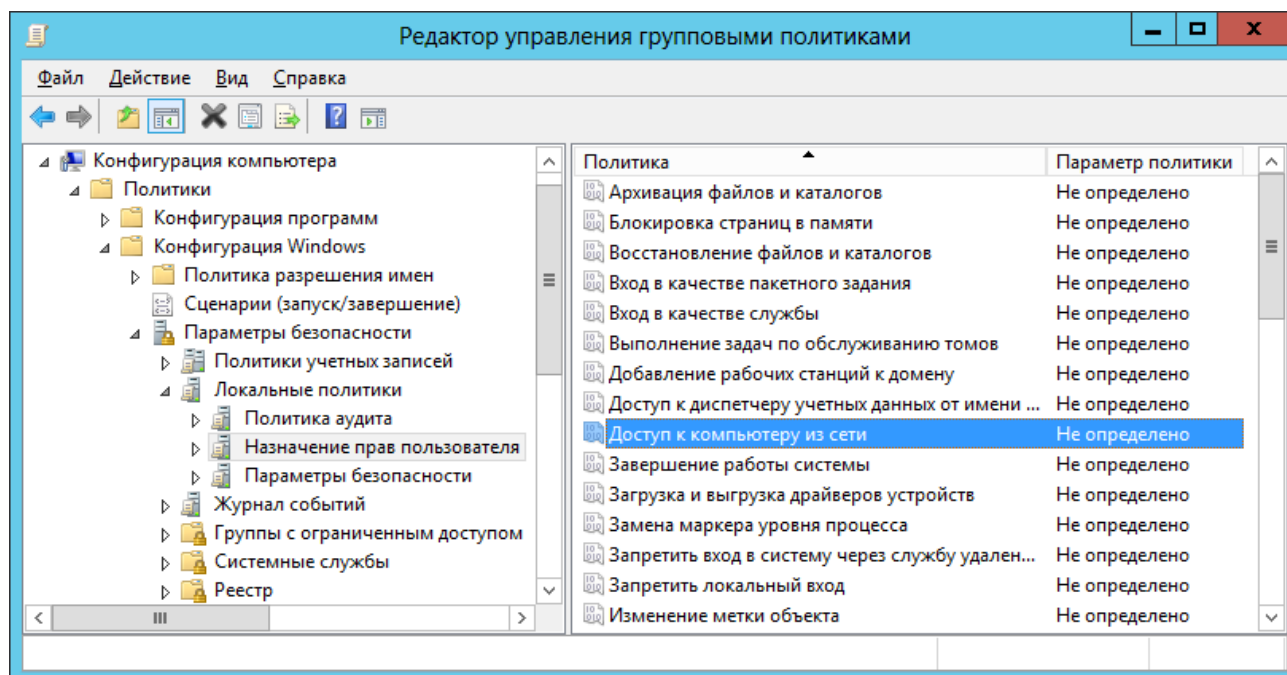 Редактор управления групповыми политиками
Файл Действие Вид Справка
Конфигурация компьютера
Политики
Конфигурация программ
Конфигурация Windows
Политика разрешения имен
Сценарии (запуск/завершение)
Параметры безопасности
Политики учетных записей
Локальные политики
Политика аудита
Назначение прав пользователя
Параметры безопасности
Журнал событий
Группы с ограниченным доступом
Системные службы
Реестр
Политика Параметр политики
Архивация файлов и каталогов Не определено
Блокировка страниц в памяти Не определено
Восстановление файлов и каталогов Не определено
Вход в качестве пакетного задания Не определено
Вход в качестве службы Не определено
Выполнение задач по обслуживанию томов Не определено
Добавление рабочих станций к домену Не определено
Доступ к диспетчеру учетных данных от имени ... Не определено
Доступ к компьютеру из сети Не определено
Завершение работы системы Не определено
Загрузка и выгрузка драйверов устройств Не определено
Замена маркера уровня процесса Не определено
Запретить вход в систему через службу удален... Не определено
Запретить локальный вход Не определено
Изменение метки объекта Не определено